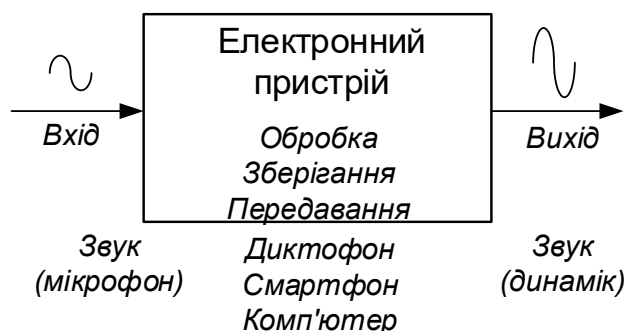 Електронний
пристрій
Вхід
Вихід
Обробка
Зберігання
Передавання
Звук
(мікрофон)
Диктофон
Смартфон
Комп'ютер
Звук
(динамік)